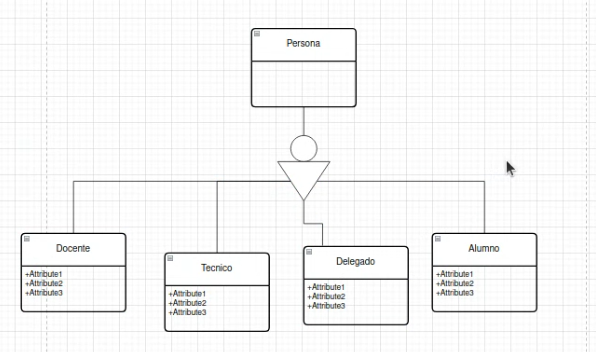 Persona
Docente
+Attribute1
+Attribute2
+Attribute3
Tecnico
+Attribute1
+Attribute2
+Attribute3
Delegado
+Attribute1
+Attribute2
+Attribute3
Alumno
+Attribute1
+Attribute2
+Attribute3